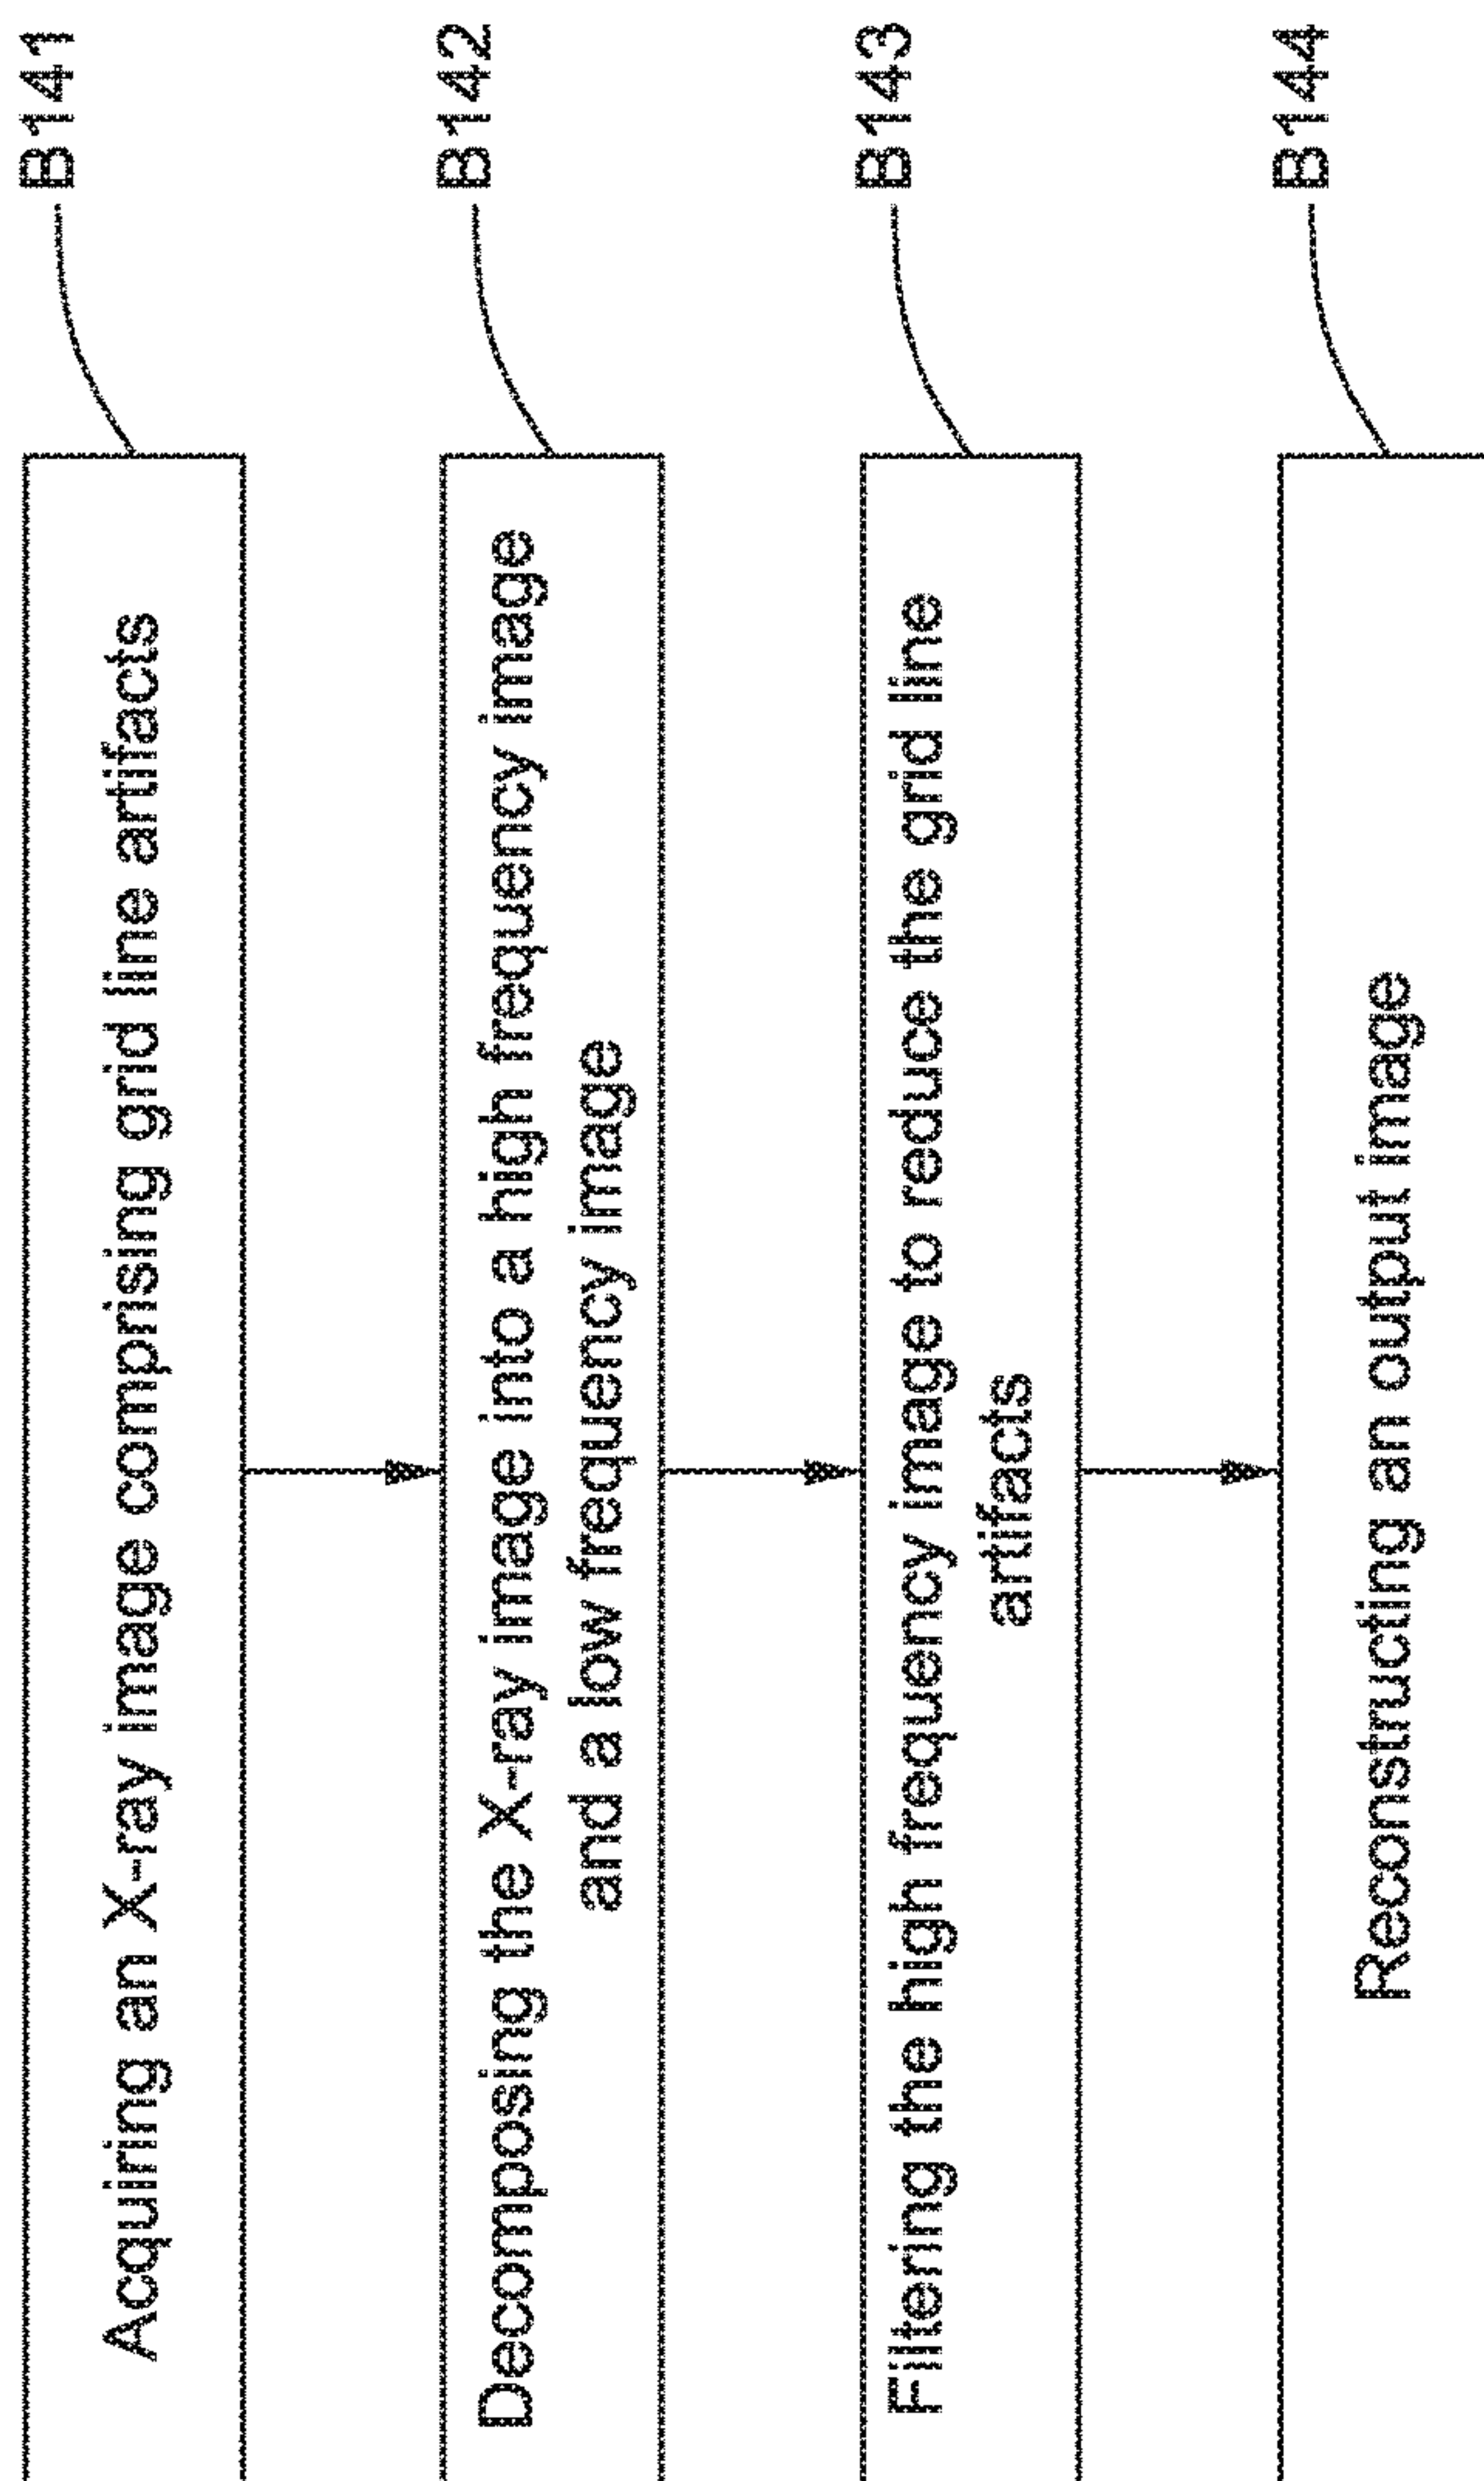 Acquiring an X-ray image comprising grid line artifacts
B141
Decomposing the X-ray image into a high frequency image
and a low frequency image
B142
Filtering the high frequency image to reduce the grid line
artifacts
B143
Reconstructing an output image
B144